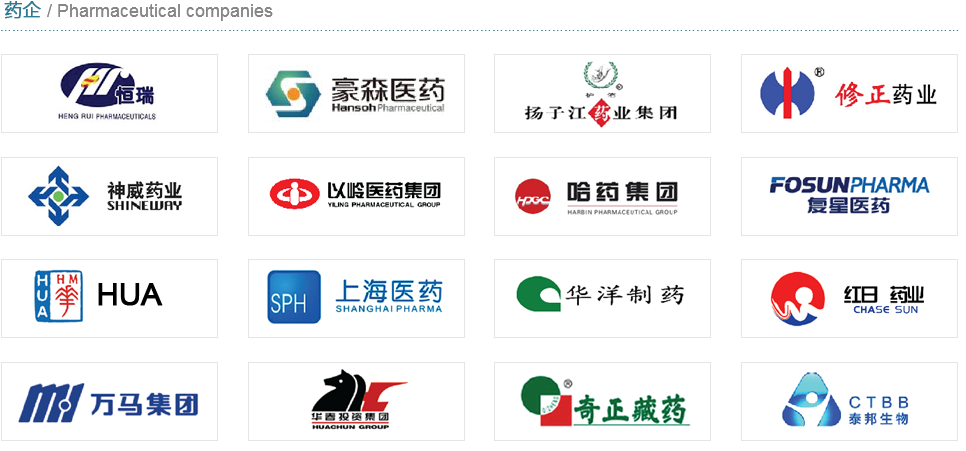 药企 / Pharmaceutical companies
恒瑞
HENG RUI PHARMACEUTICALS
豪森医药
Hansoh Pharmaceutical
扬子江药业集团
®
修正药业
神威药业
SHINEWAY
以岭医药集团
YILING PHARMACEUTICAL GROUP
HPGC
哈药集团
HARBIN PHARMACEUTICAL GROUP
FOSUNPHARMA
复星医药
HUA
HM
HUA
SPH
上海医药
SHANGHAI PHARMA
华洋制药
红日 药业
CHASE SUN
万马集团
华春投资集团
HUACHUN GROUP
®
奇正藏药
CTBB
泰邦生物